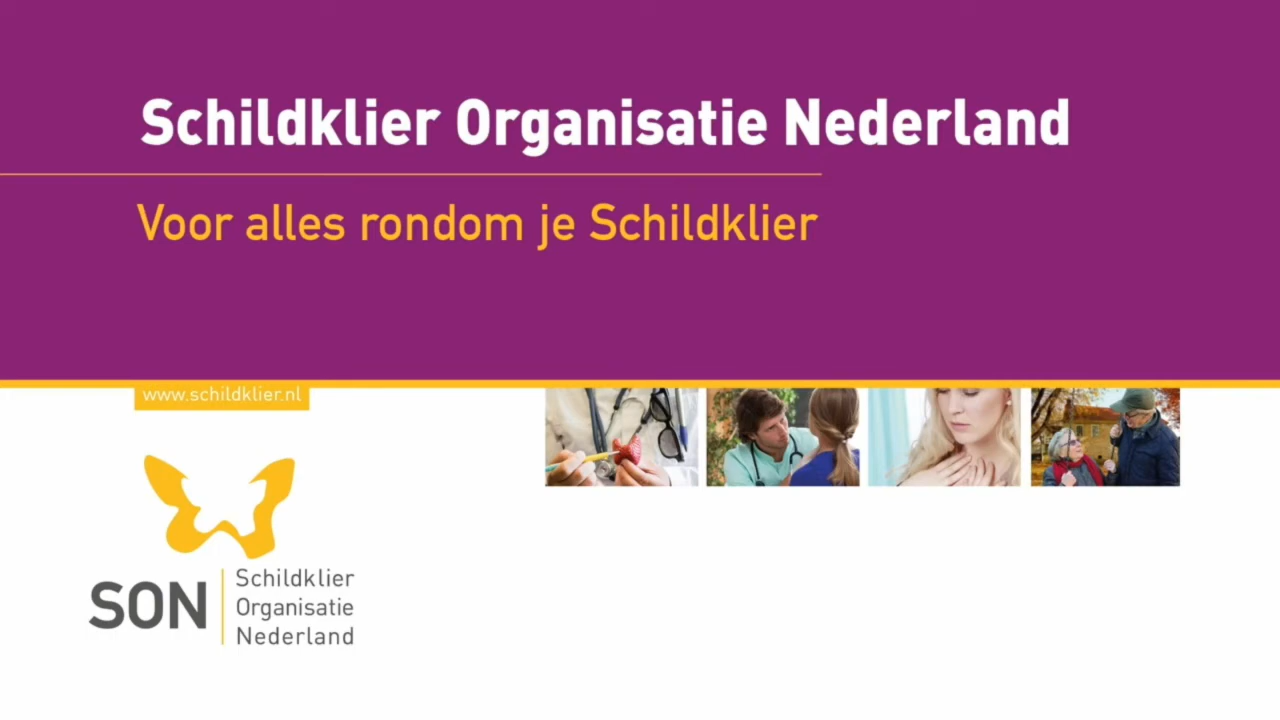 Schildklier Organisatie Nederland
Voor alles rondom je Schildklier
www.schildklier.nl
SON
Schildklier
Organisatie
Nederland